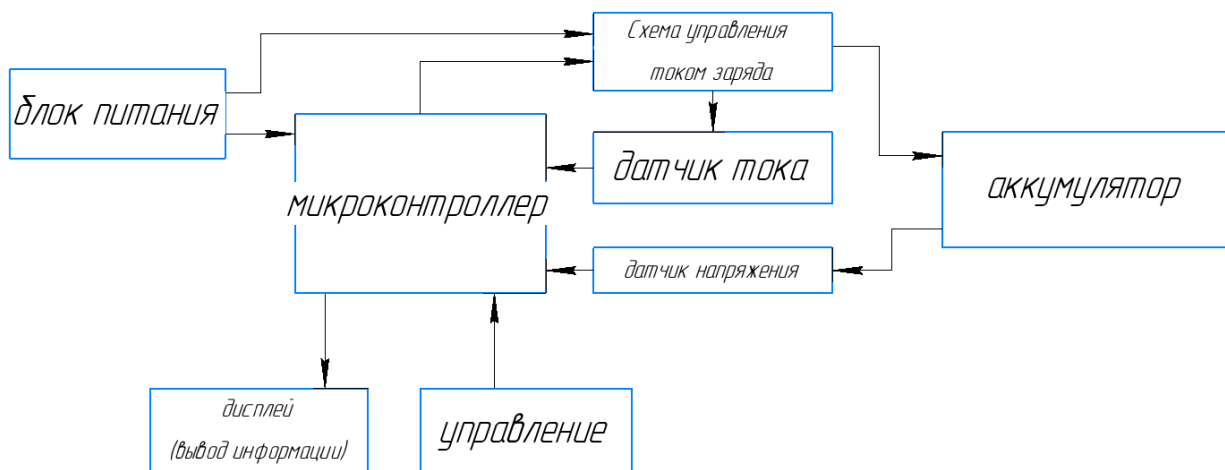 Схема управления
током заряда
блок питания
датчик тока
микроконтроллер
аккумулятор
датчик напряжения
дисплей
(вывод информации)
управление